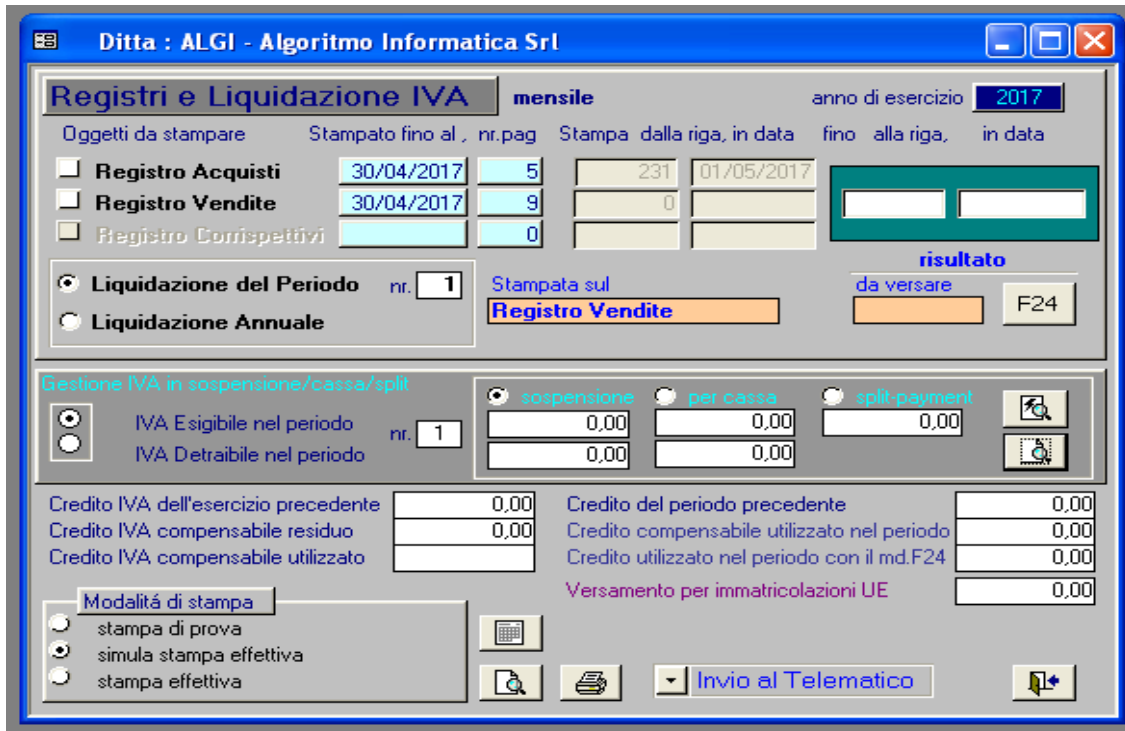 Ditta : ALGI - Algoritmo Informatica Srl
Registri e Liquidazione IVA mensile anno di esercizio 2017
Oggetti da stampare Stampato fino al , nr.pag Stampa dalla riga, in data fino alla riga, in data
Registro Acquisti 30/04/2017 5 231 01/05/2017
Registro Vendite 30/04/2017 9 0
Registro Corrispettivi 0
risultato
Liquidazione del Periodo nr. 1 Stampata sul da versare
Registro Vendite F24
Liquidazione Annuale
Gestione IVA in sospensione/cassa/split
sospensione per cassa split-payment
IVA Esigibile nel periodo nr. 1 0,00 0,00 0,00
IVA Detraibile nel periodo 0,00 0,00
Credito IVA dell'esercizio precedente 0,00 Credito del periodo precedente 0,00
Credito IVA compensabile residuo 0,00 Credito compensabile utilizzato nel periodo 0,00
Credito IVA compensabile utilizzato Credito utilizzato nel periodo con il md.F24 0,00
Versamento per immatricolazioni UE 0,00
Modalitá di stampa
stampa di prova
simula stampa effettiva
stampa effettiva
Invio al Telematico